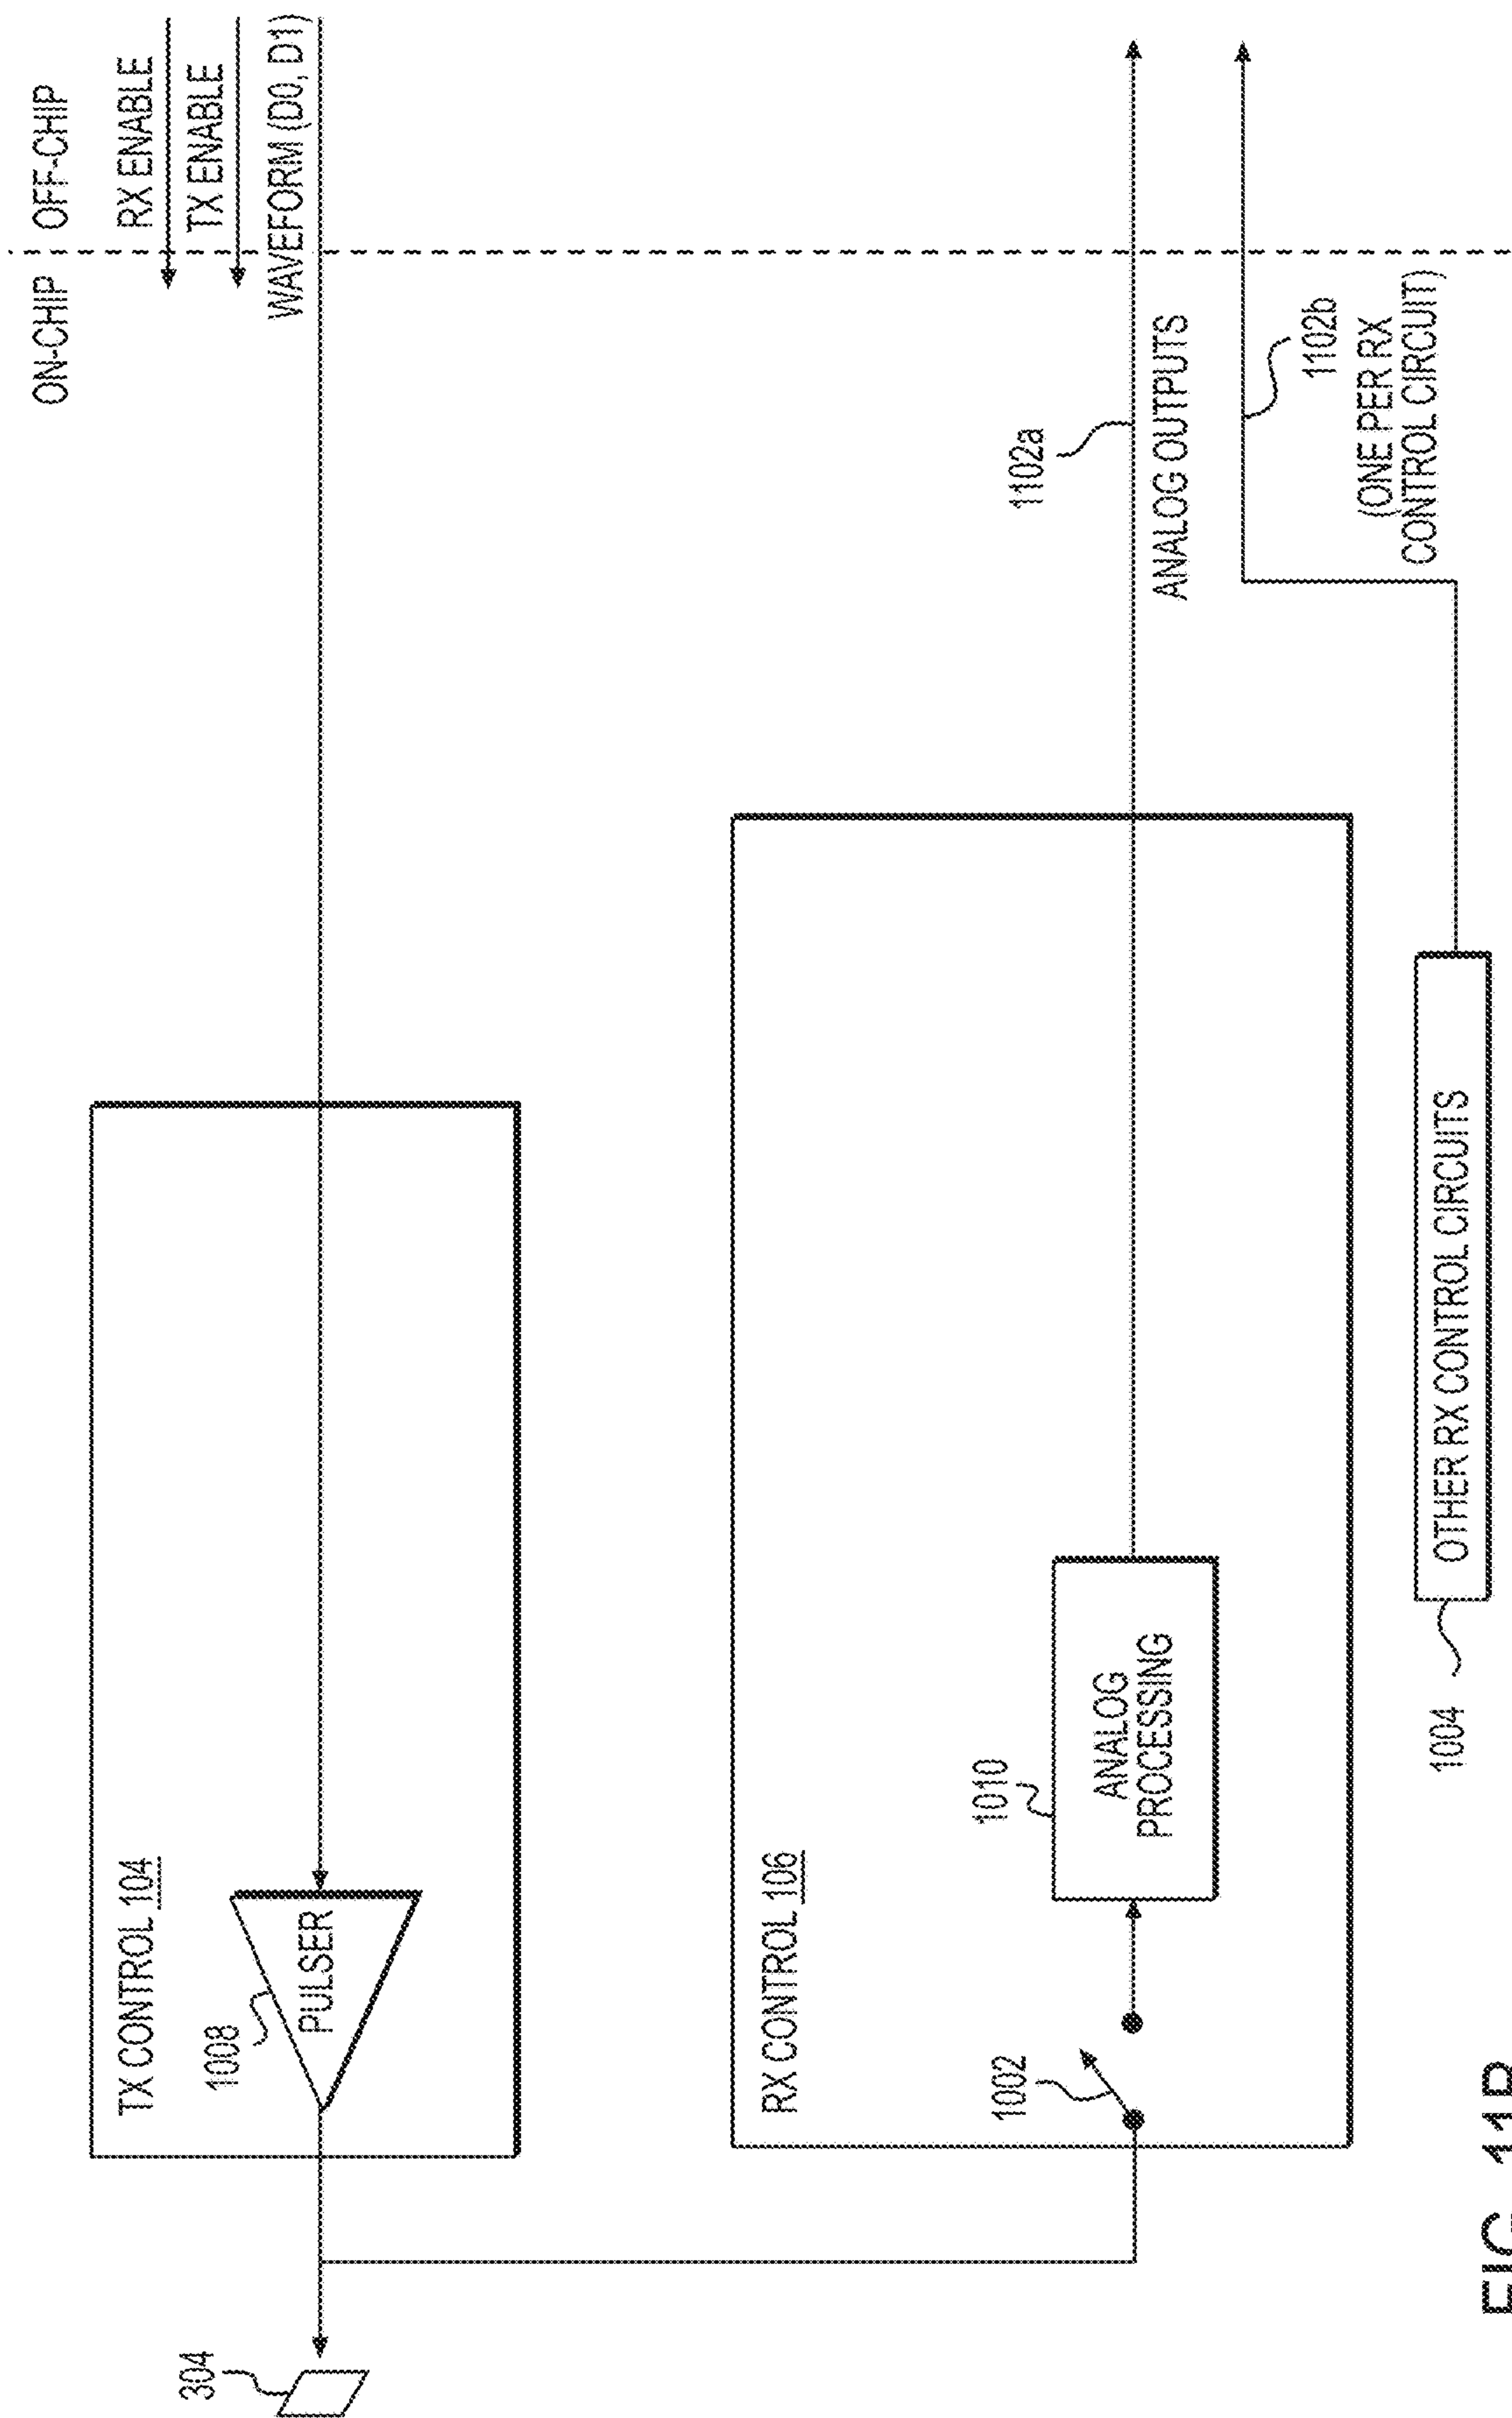 ON-CHIP
OFF-CHIP
RX ENABLE
TX ENABLE
WAVEFORM (D0, D1)
TX CONTROL 104
1008
PULSER
304
RX CONTROL 106
1002
1010
ANALOG
PROCESSING
1102a
ANALOG OUTPUTS
1102b
(ONE PER RX
CONTROL CIRCUIT)
1004
OTHER RX CONTROL CIRCUITS
FIG. 11B